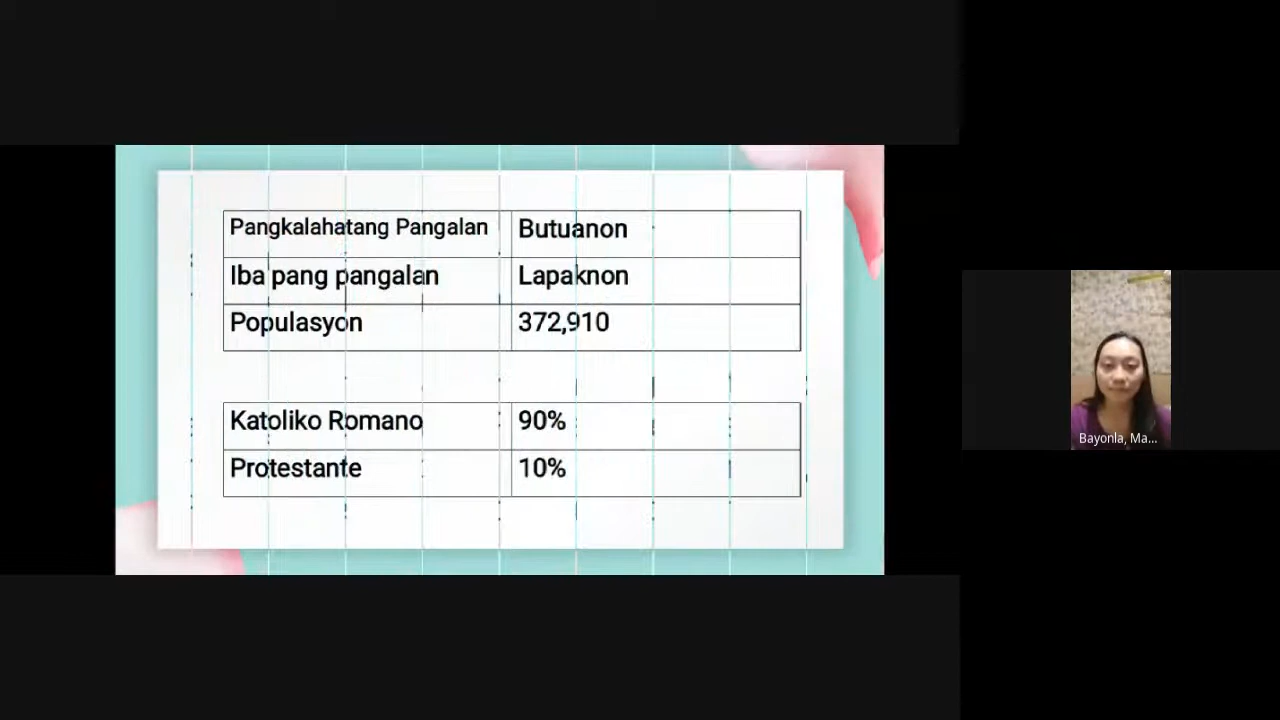 Pangkalahatang Pangalan Butuanon
Iba pang pangalan Lapaknon
Populasyon 372,910
Katoliko Romano 90%
Protestante 10%
Bayonla, Ma...